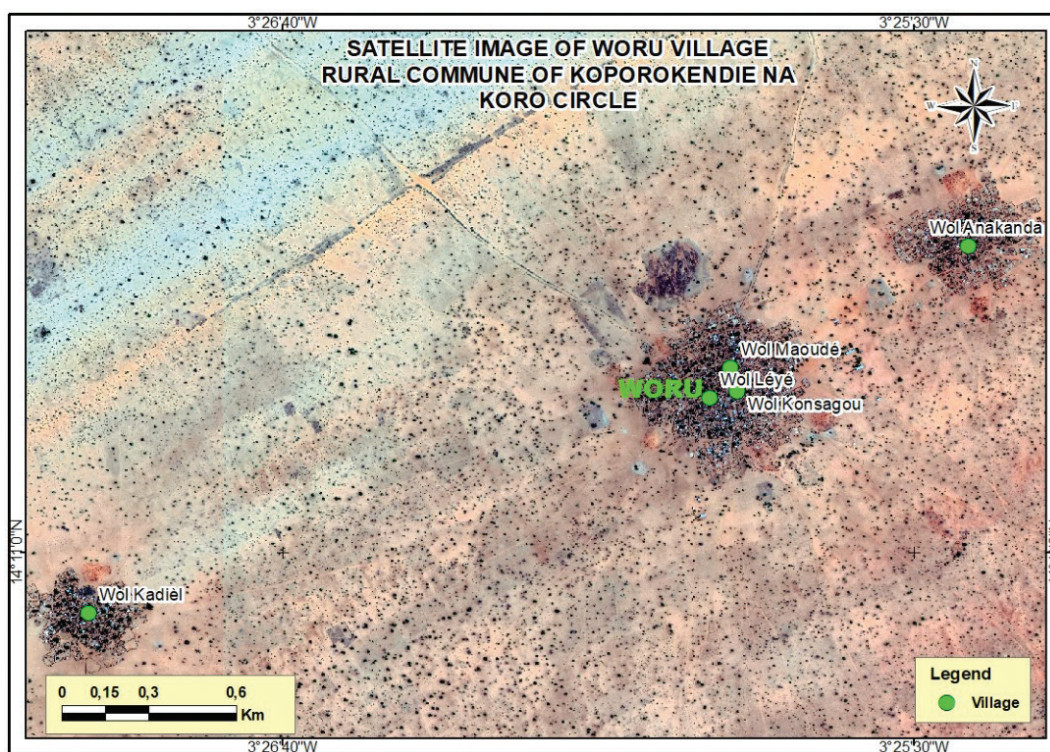 3°26'40"W
3°25'30"W
SATELLITE IMAGE OF WORU VILLAGE
RURAL COMMUNE OF KOPOROKENDIE NA
KORO CIRCLE
N
W
E
S
Wol Anakanda
Wol Maoudé
Wol Léyé
WORU
Wol Konsagou
14°11'0"N
Wol Kadièl
0 0,15 0,3 0,6
Km
Legend
Village
3°26'40"W
3°25'30"W